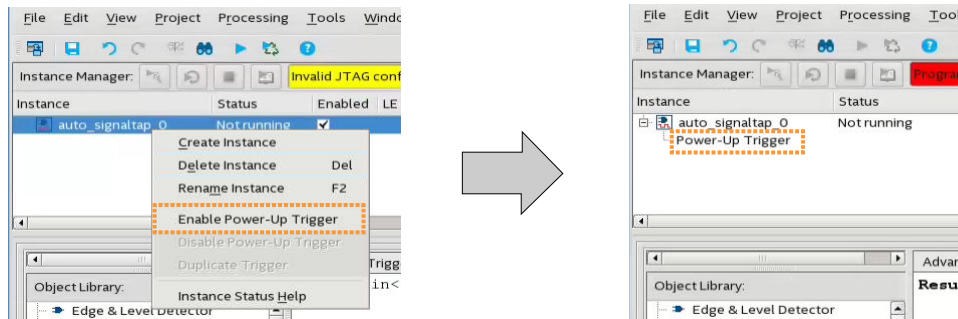 File Edit View Project Processing Tools Windo
Instance Manager: Invalid JTAG conf
Instance Status Enabled LE
auto_signaltap_0 Not running
Create Instance
Delete Instance Del
Rename Instance F2
Enable Power-Up Trigger
Disable Power-Up Trigger
Duplicate Trigger
Instance Status Help
Trigg
in<
Object Library:
Edge & Level Detector
File Edit View Project Processing Tool
Instance Manager: Progra
Instance Status
auto_signaltap_0 Not running
Power-Up Trigger
Advan
Object Library:
Resu
Edge & Level Detector